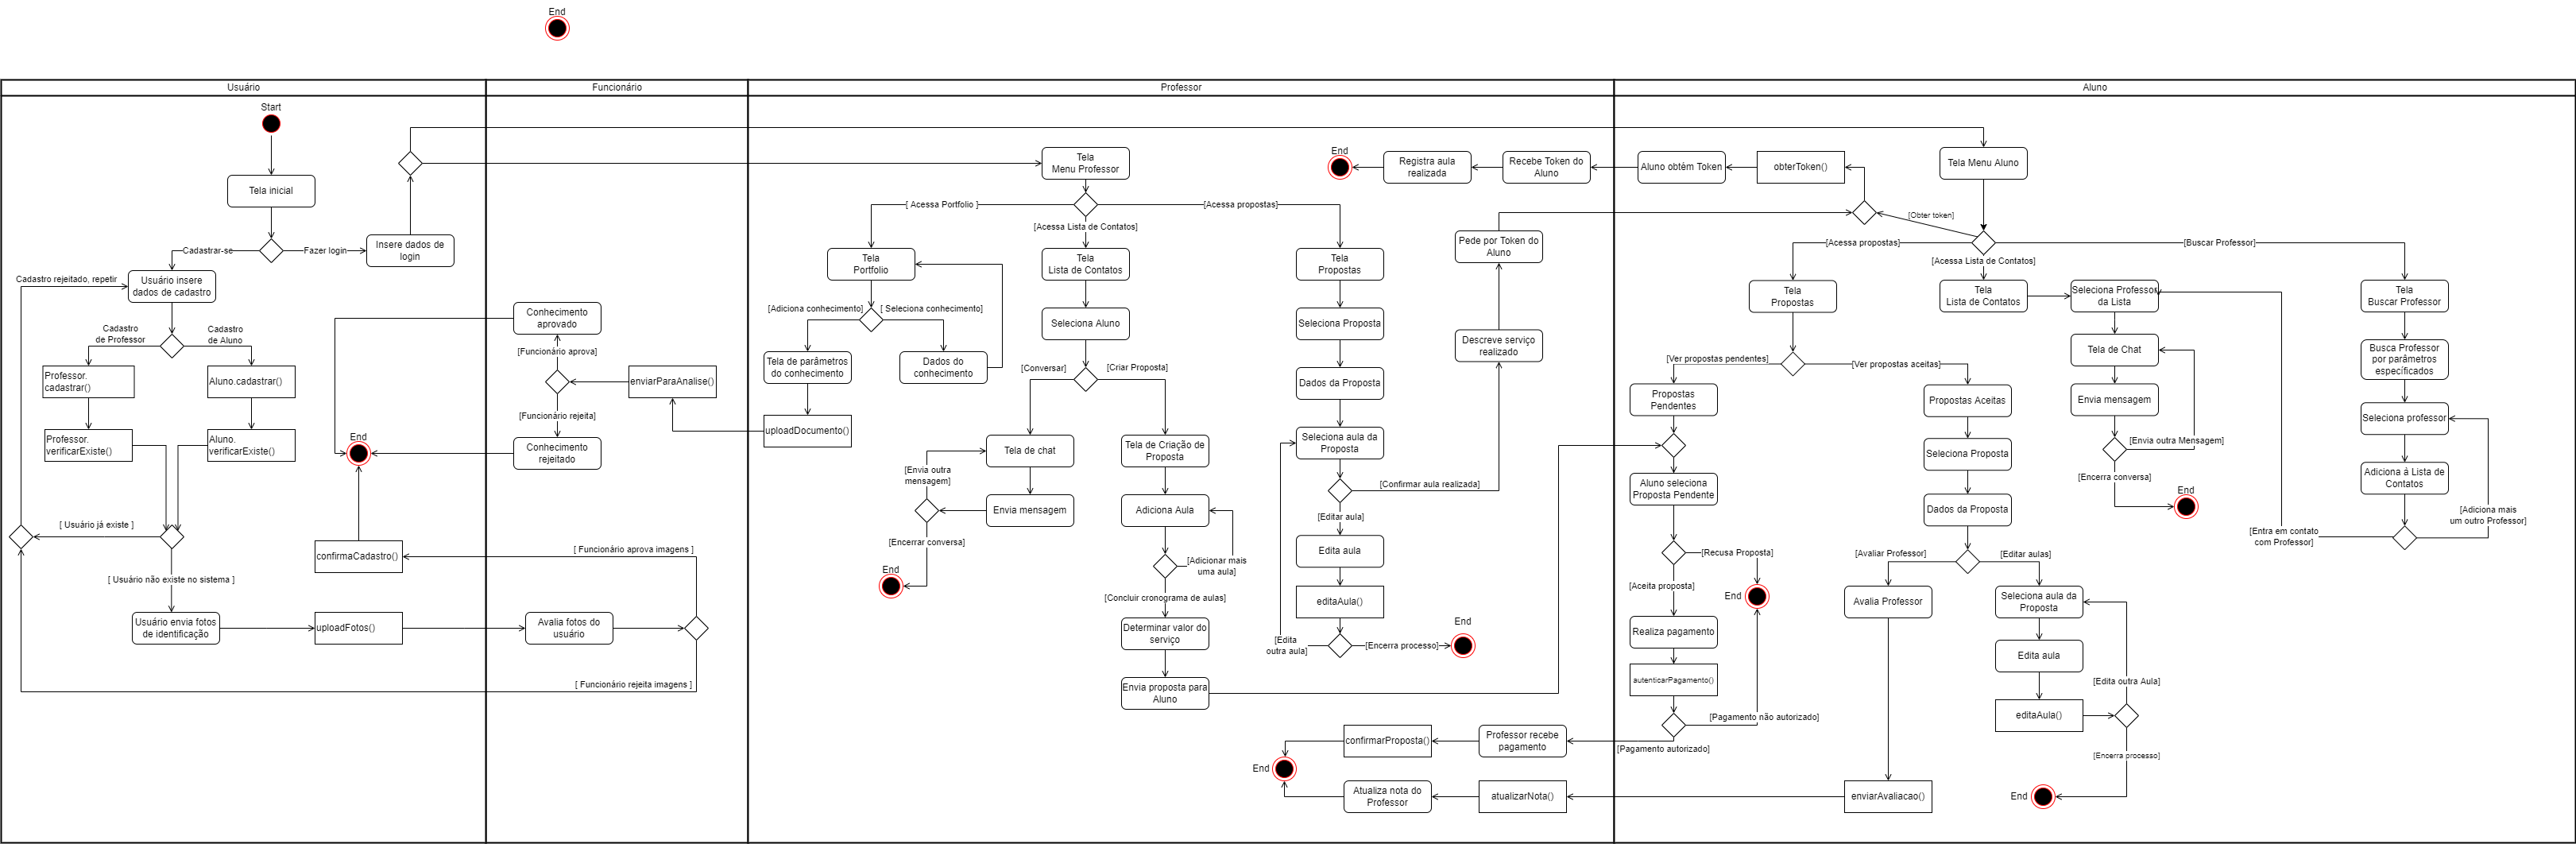 End
Usuário
Funcionário
Professor
Aluno
Start
Tela inicial
Cadastrar-se
Fazer login
Insere dados de
login
Cadastro rejeitado, repetir
Usuário insere
dados de cadastro
Cadastro
de Professor
Cadastro
de Aluno
Professor.
cadastrar()
Aluno.cadastrar()
Professor.
verificarExiste()
Aluno.
verificarExiste()
End
[ Usuário já existe ]
[ Usuário não existe no sistema ]
confirmaCadastro()
Usuário envia fotos
de identificação
uploadFotos()
Conhecimento
aprovado
[Funcionário aprova]
enviarParaAnalise()
[Funcionário rejeita]
Conhecimento
rejeitado
[ Funcionário aprova imagens ]
Avalia fotos do
usuário
[ Funcionário rejeita imagens ]
Tela
Menu Professor
[ Acessa Portfolio ]
[Acessa Lista de Contatos]
[Acessa propostas]
Tela
Portfolio
[Adiciona conhecimento]
[ Seleciona conhecimento]
Tela de parâmetros
do conhecimento
Dados do
conhecimento
uploadDocumento()
Tela
Lista de Contatos
Seleciona Aluno
[Conversar]
[Criar Proposta]
Tela de chat
[Envia outra
mensagem]
Envia mensagem
[Encerrar conversa]
End
Tela de Criação de
Proposta
Adiciona Aula
[Adicionar mais
uma aula]
[Concluir cronograma de aulas]
Determinar valor do
serviço
Envia proposta para
Aluno
End
Registra aula
realizada
Recebe Token do
Aluno
Tela
Propostas
Seleciona Proposta
Dados da Proposta
Seleciona aula da
Proposta
[Confirmar aula realizada]
[Editar aula]
Edita aula
editaAula()
[Edita
outra aula]
[Encerra processo]
End
Pede por Token do
Aluno
Descreve serviço
realizado
confirmarProposta()
Professor recebe
pagamento
End
Atualiza nota do
Professor
atualizarNota()
Aluno obtém Token
obterToken()
Tela Menu Aluno
[Obter token]
[Acessa propostas]
[Acessa Lista de Contatos]
[Buscar Professor]
Tela
Propostas
[Ver propostas pendentes]
[Ver propostas aceitas]
Propostas
Pendentes
Aluno seleciona
Proposta Pendente
[Recusa Proposta]
[Aceita proposta]
End
Realiza pagamento
autenticarPagamento()
[Pagamento não autorizado]
[Pagamento autorizado]
Propostas Aceitas
Seleciona Proposta
Dados da Proposta
[Avaliar Professor]
[Editar aulas]
Avalia Professor
Seleciona aula da
Proposta
Edita aula
[Edita outra Aula]
editaAula()
[Encerra processo]
End
enviarAvaliacao()
Tela
Lista de Contatos
Seleciona Professor
da Lista
Tela de Chat
Envia mensagem
[Envia outra Mensagem]
[Encerra conversa]
End
Tela
Buscar Professor
Busca Professor
por parâmetros
específicados
Seleciona professor
Adiciona à Lista de
Contatos
[Adiciona mais
um outro Professor]
[Entra em contato
com Professor]